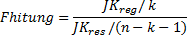 Fhitung = JK_reg / k
JK_res /(n − k − 1)